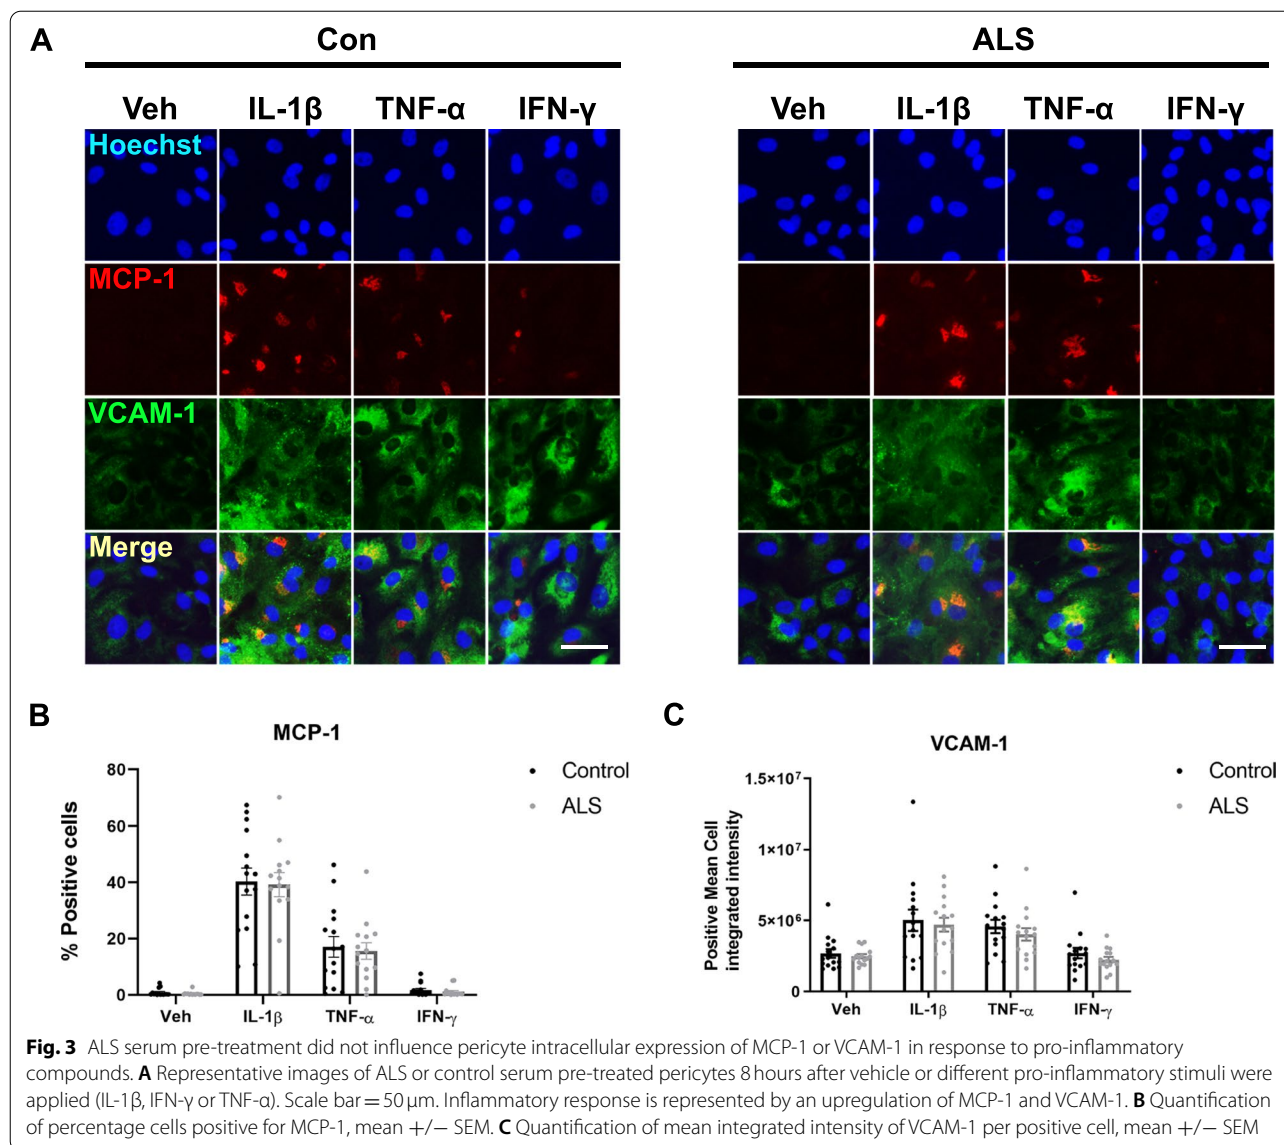 A
Con
ALS
Veh IL-1β TNF-α IFN-γ
Veh IL-1β TNF-α IFN-γ
Hoechst
MCP-1
VCAM-1
Merge
B
MCP-1
% Positive cells
80
60
40
20
0
Veh IL-1β TNF-α IFN-γ
Control
ALS
C
VCAM-1
Positive Mean Cell
integrated intensity
1.5×10⁷
1×10⁷
5×10⁶
0
Veh IL-1β TNF-α IFN-γ
Control
ALS
Fig. 3 ALS serum pre-treatment did not influence pericyte intracellular expression of MCP-1 or VCAM-1 in response to pro-inflammatory
compounds. A Representative images of ALS or control serum pre-treated pericytes 8 hours after vehicle or different pro-inflammatory stimuli were
applied (IL-1β, IFN-γ or TNF-α). Scale bar = 50 μm. Inflammatory response is represented by an upregulation of MCP-1 and VCAM-1. B Quantification
of percentage cells positive for MCP-1, mean +/− SEM. C Quantification of mean integrated intensity of VCAM-1 per positive cell, mean +/− SEM